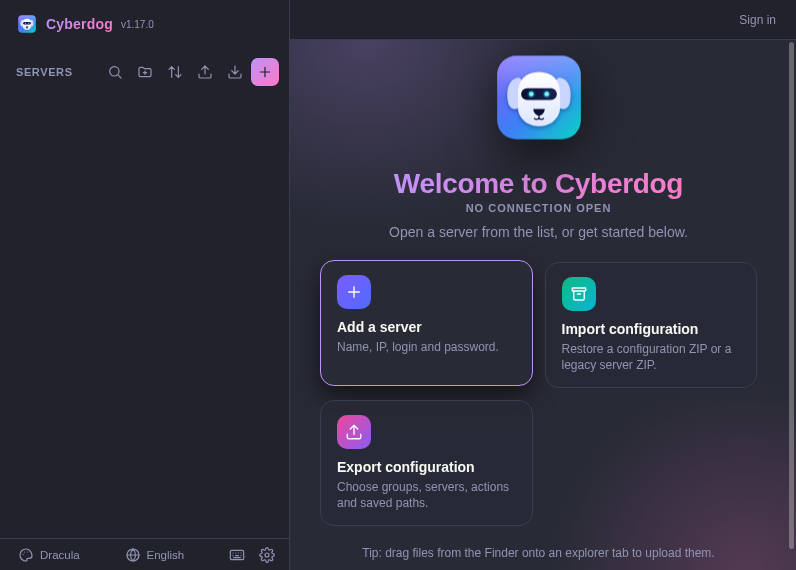 Cyberdog v1.17.0
Sign in
SERVERS
Welcome to Cyberdog
NO CONNECTION OPEN
Open a server from the list, or get started below.
Add a server
Name, IP, login and password.
Import configuration
Restore a configuration ZIP or a
legacy server ZIP.
Export configuration
Choose groups, servers, actions
and saved paths.
Tip: drag files from the Finder onto an explorer tab to upload them.
Dracula
English